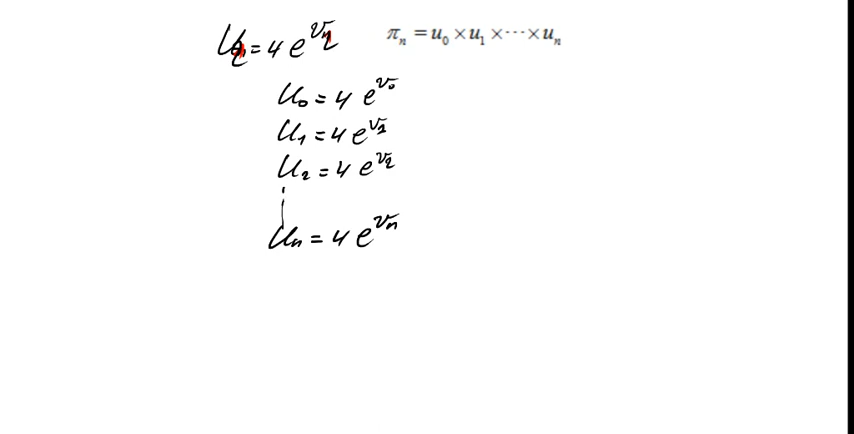 U = 4 e^{V}
π_n = u_0 × u_1 × ··· × u_n
U_0 = 4 e^{V_0}
U_1 = 4 e^{V_1}
U_2 = 4 e^{V_2}
U_n = 4 e^{V_n}